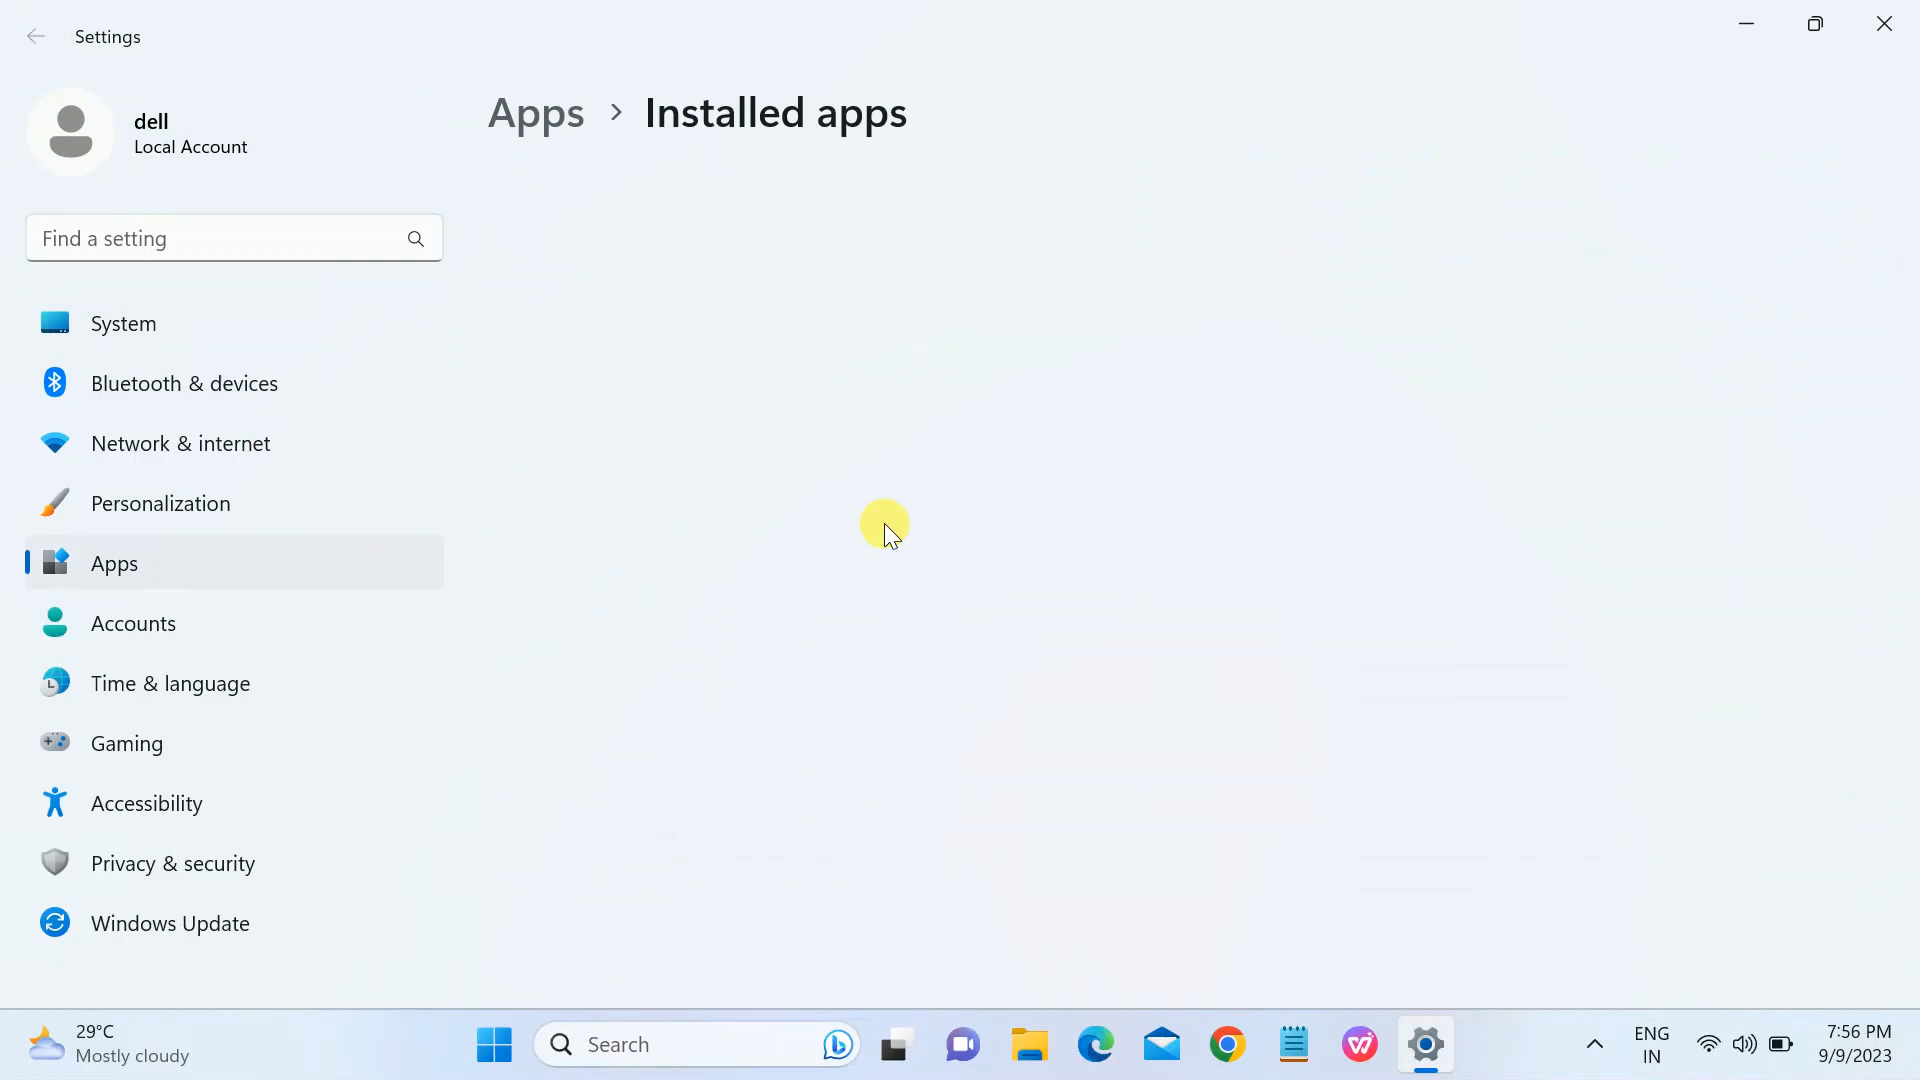 Settings
dell
Local Account
Find a setting
System
Bluetooth & devices
Network & internet
Personalization
Apps
Accounts
Time & language
Gaming
Accessibility
Privacy & security
Windows Update
Apps > Installed apps
29°C
Mostly cloudy
Search
ENG
IN
7:56 PM
9/9/2023